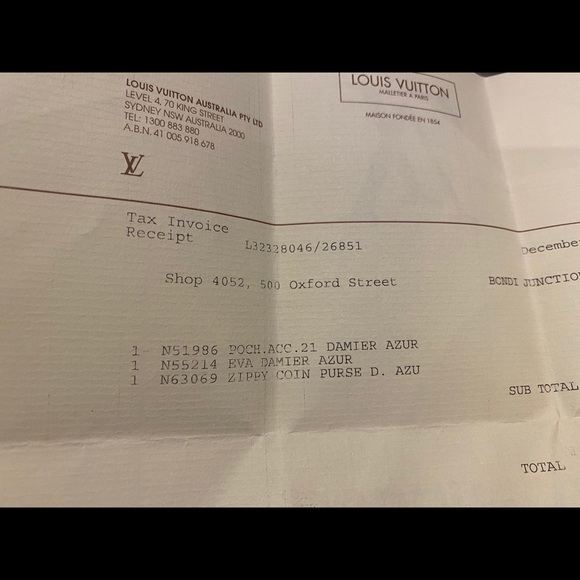 LOUIS VUITTON AUSTRALIA PTY LTD
LEVEL 4, 70 KING STREET
SYDNEY NSW AUSTRALIA 2000
TEL: 1300 883 880
A.B.N. 41 005 918 678
LV
LOUIS VUITTON
MALLETIER A PARIS
MAISON FONDÉE EN 1854
Tax Invoice
Receipt
L32328046/26851
December
Shop 4052, 500 Oxford Street
BONDI JUNCTION
1 N51986 POCH.ACC.21 DAMIER AZUR
1 N55214 EVA DAMIER AZUR
1 N63069 ZIPPY COIN PURSE D. AZU
SUB TOTAL
TOTAL